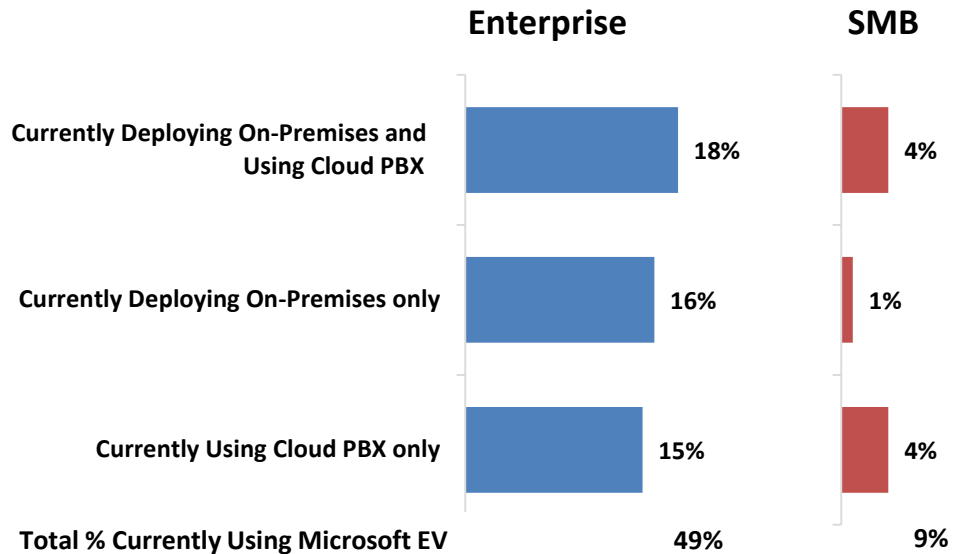 Enterprise SMB
Currently Deploying On-Premises and
Using Cloud PBX
18% 4%
Currently Deploying On-Premises only 16% 1%
Currently Using Cloud PBX only 15% 4%
Total % Currently Using Microsoft EV 49% 9%